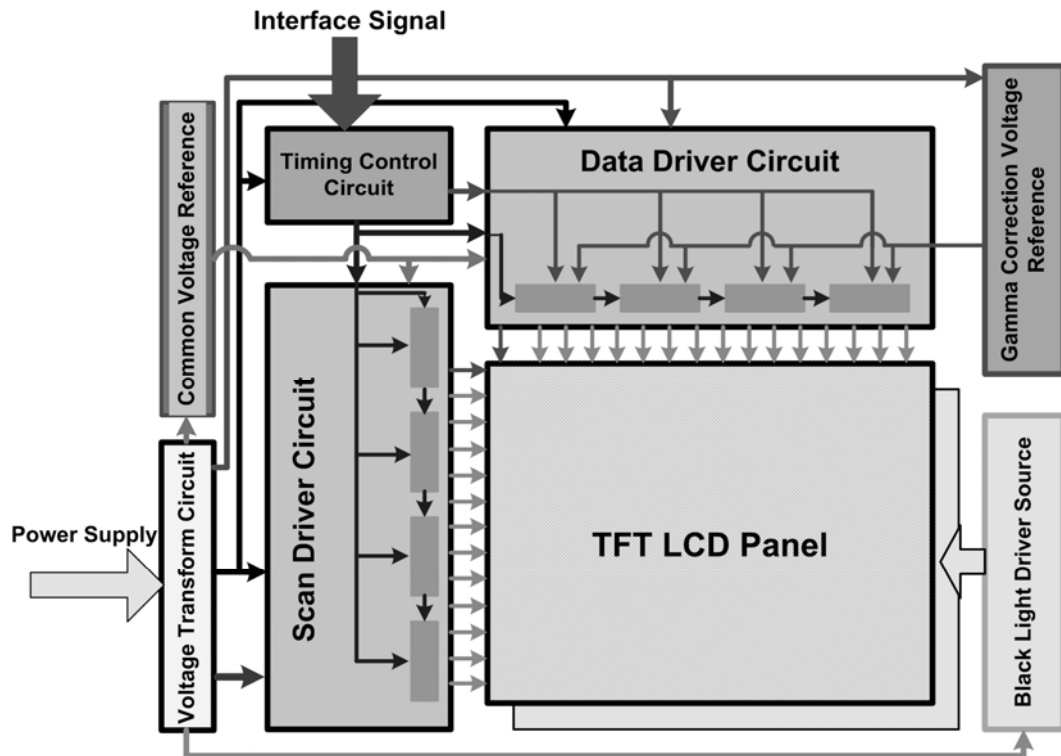 Interface Signal
Timing Control
Circuit
Data Driver Circuit
Common Voltage Reference
Gamma Correction Voltage
Reference
Scan Driver Circuit
TFT LCD Panel
Power Supply
Voltage Transform Circuit
Black Light Driver Source